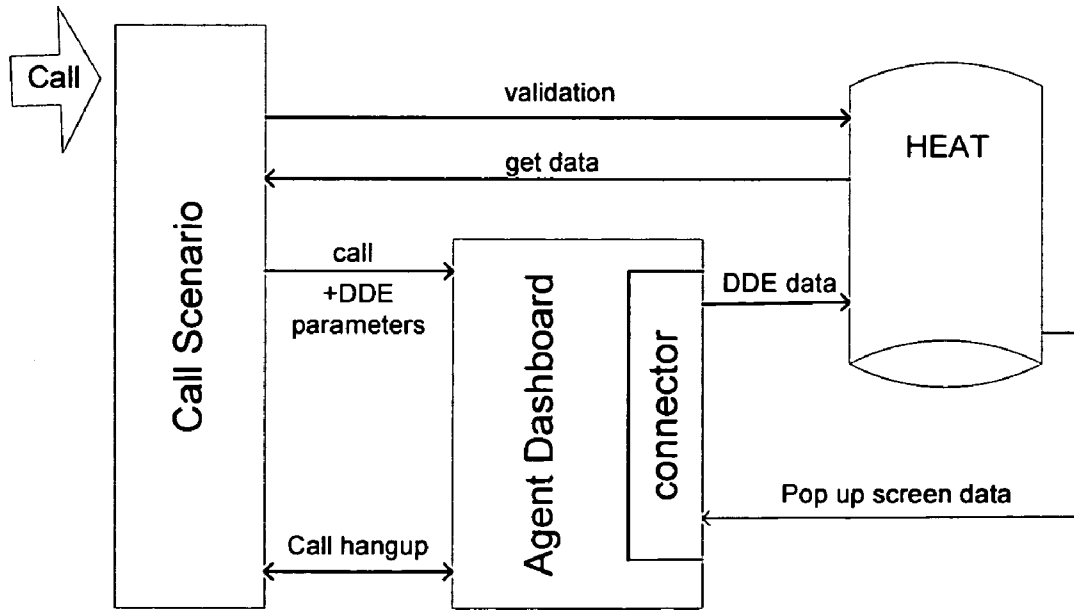 Call
validation
HEAT
get data
Call Scenario
call
+DDE
parameters
Agent Dashboard
connector
DDE data
Pop up screen data
Call hangup